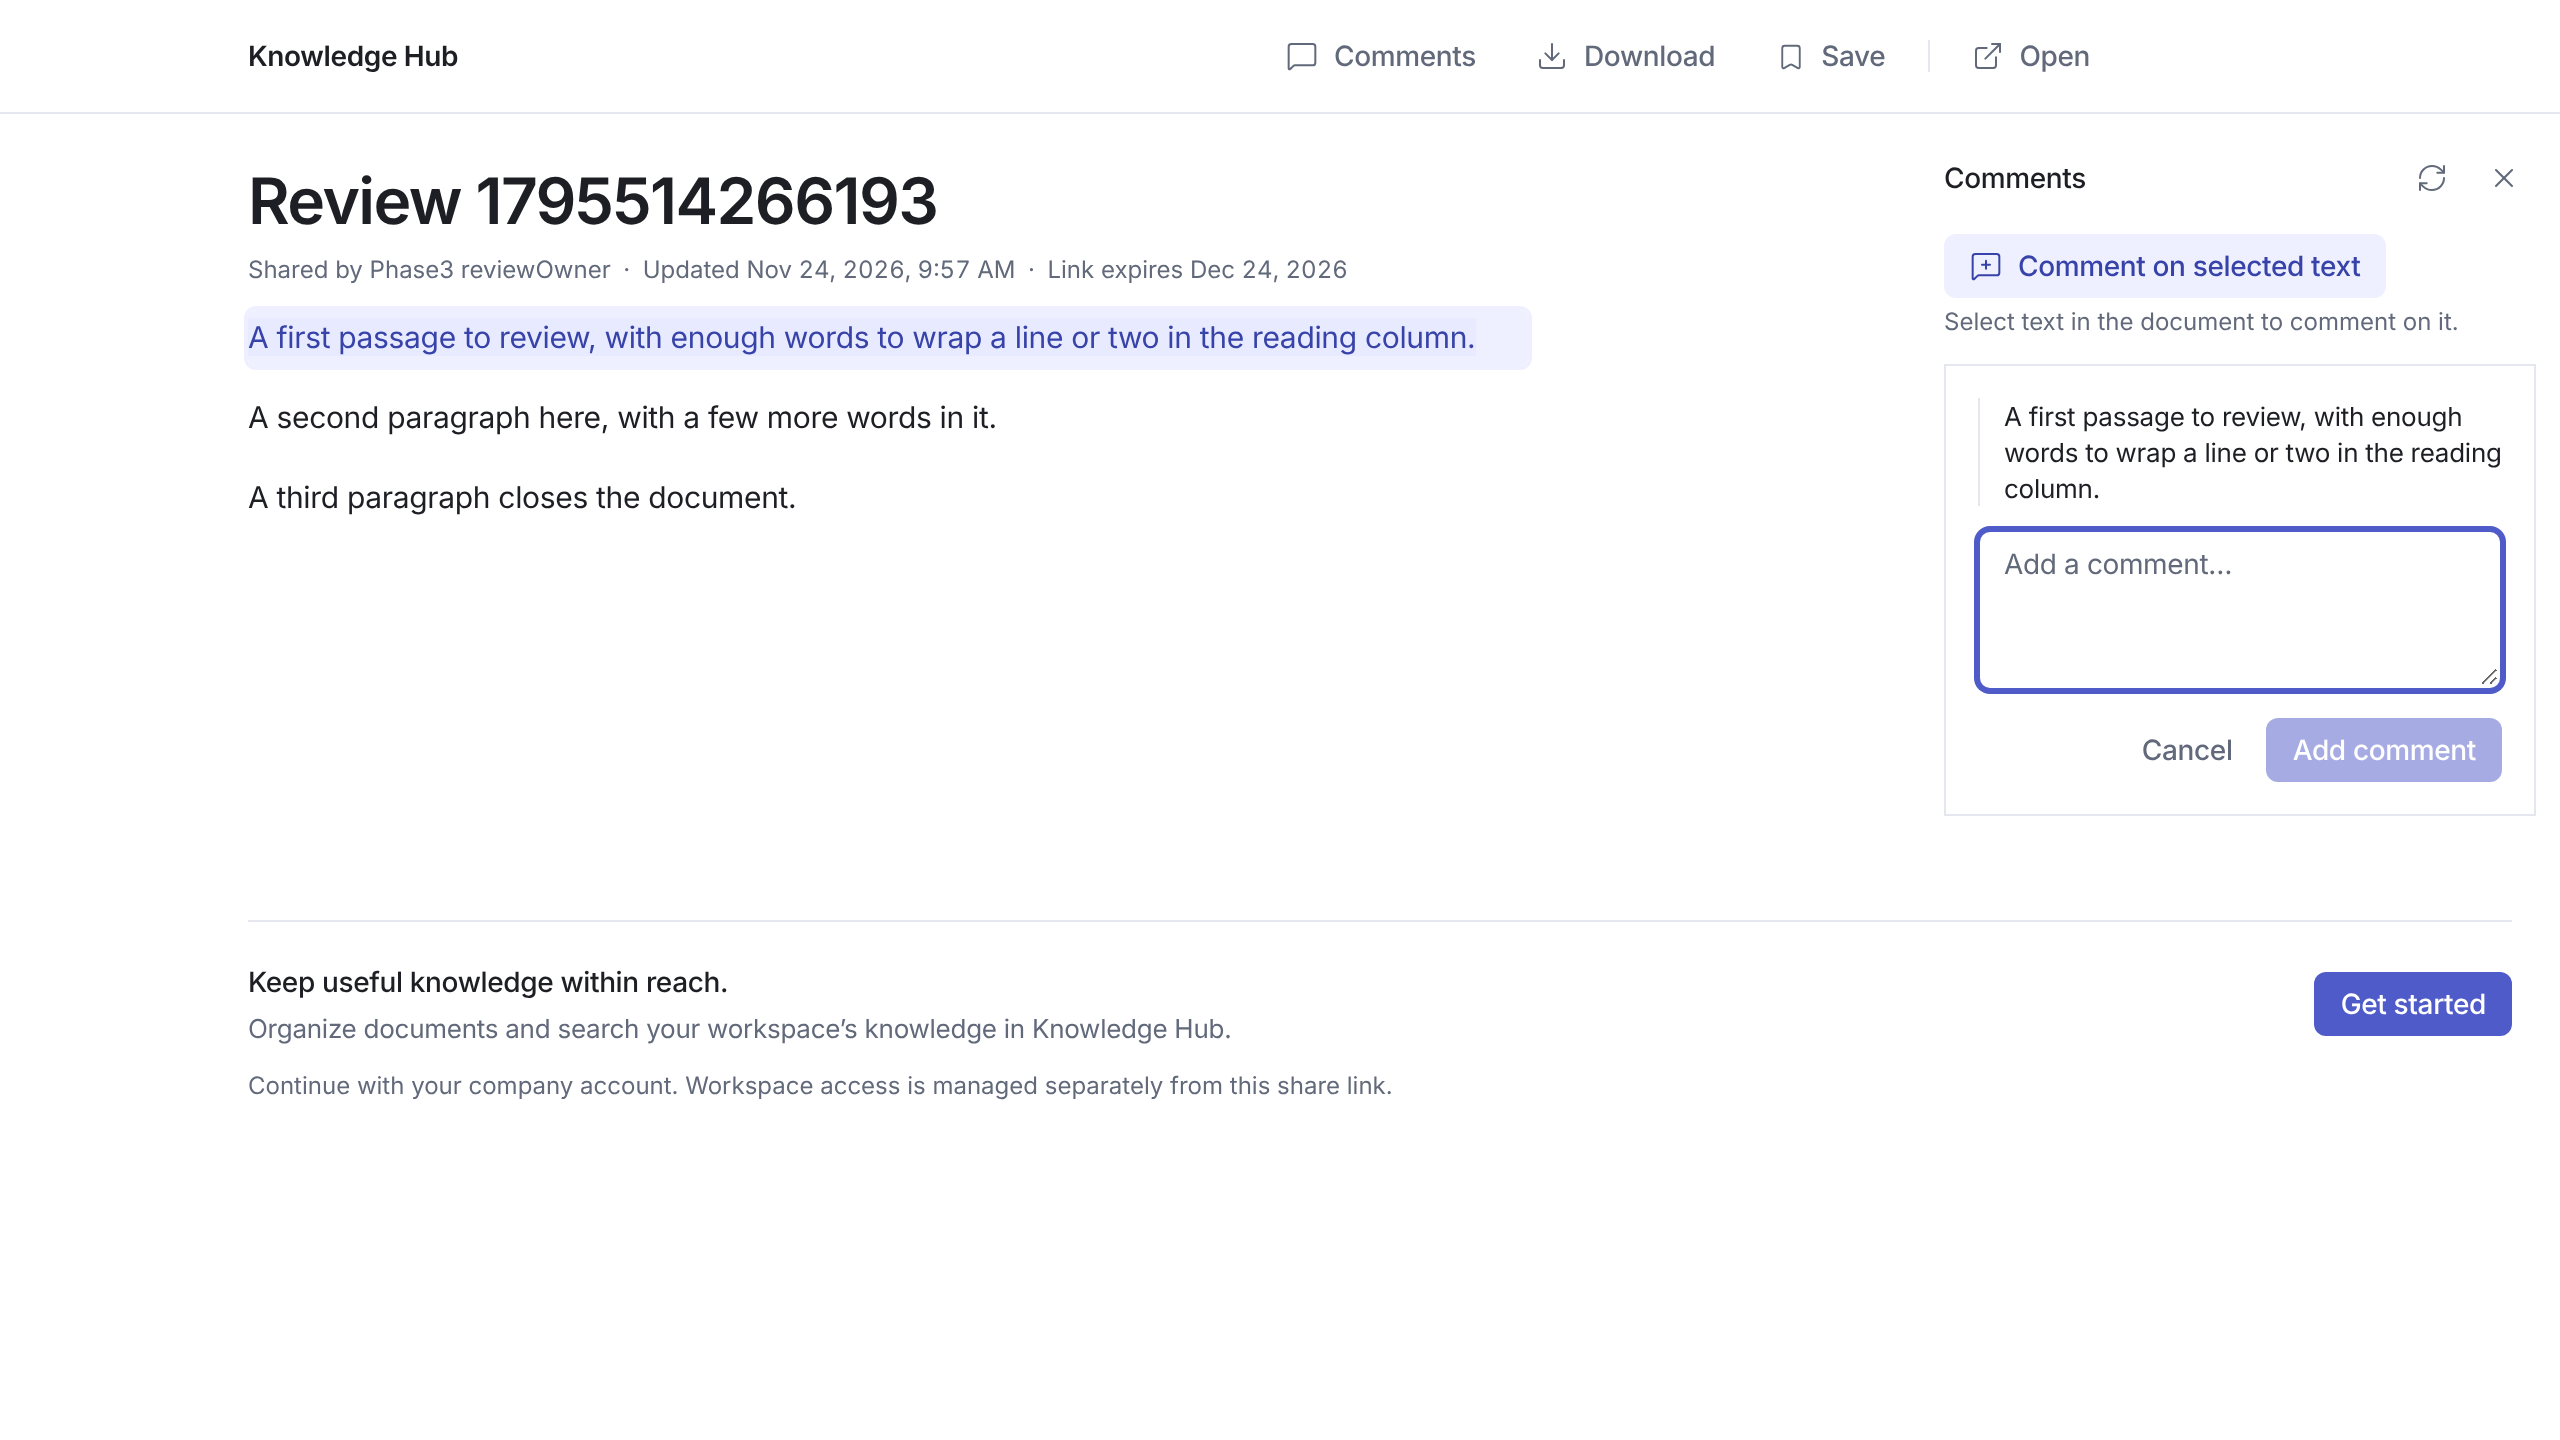 Knowledge Hub
Comments
Download
Save
Open
Review 1795514266193
Shared by Phase3 reviewOwner · Updated Nov 24, 2026, 9:57 AM · Link expires Dec 24, 2026
A first passage to review, with enough words to wrap a line or two in the reading column.
A second paragraph here, with a few more words in it.
A third paragraph closes the document.
Comments
Comment on selected text
Select text in the document to comment on it.
A first passage to review, with enough
words to wrap a line or two in the reading
column.
Add a comment...
Cancel
Add comment
Keep useful knowledge within reach.
Organize documents and search your workspace’s knowledge in Knowledge Hub.
Continue with your company account. Workspace access is managed separately from this share link.
Get started